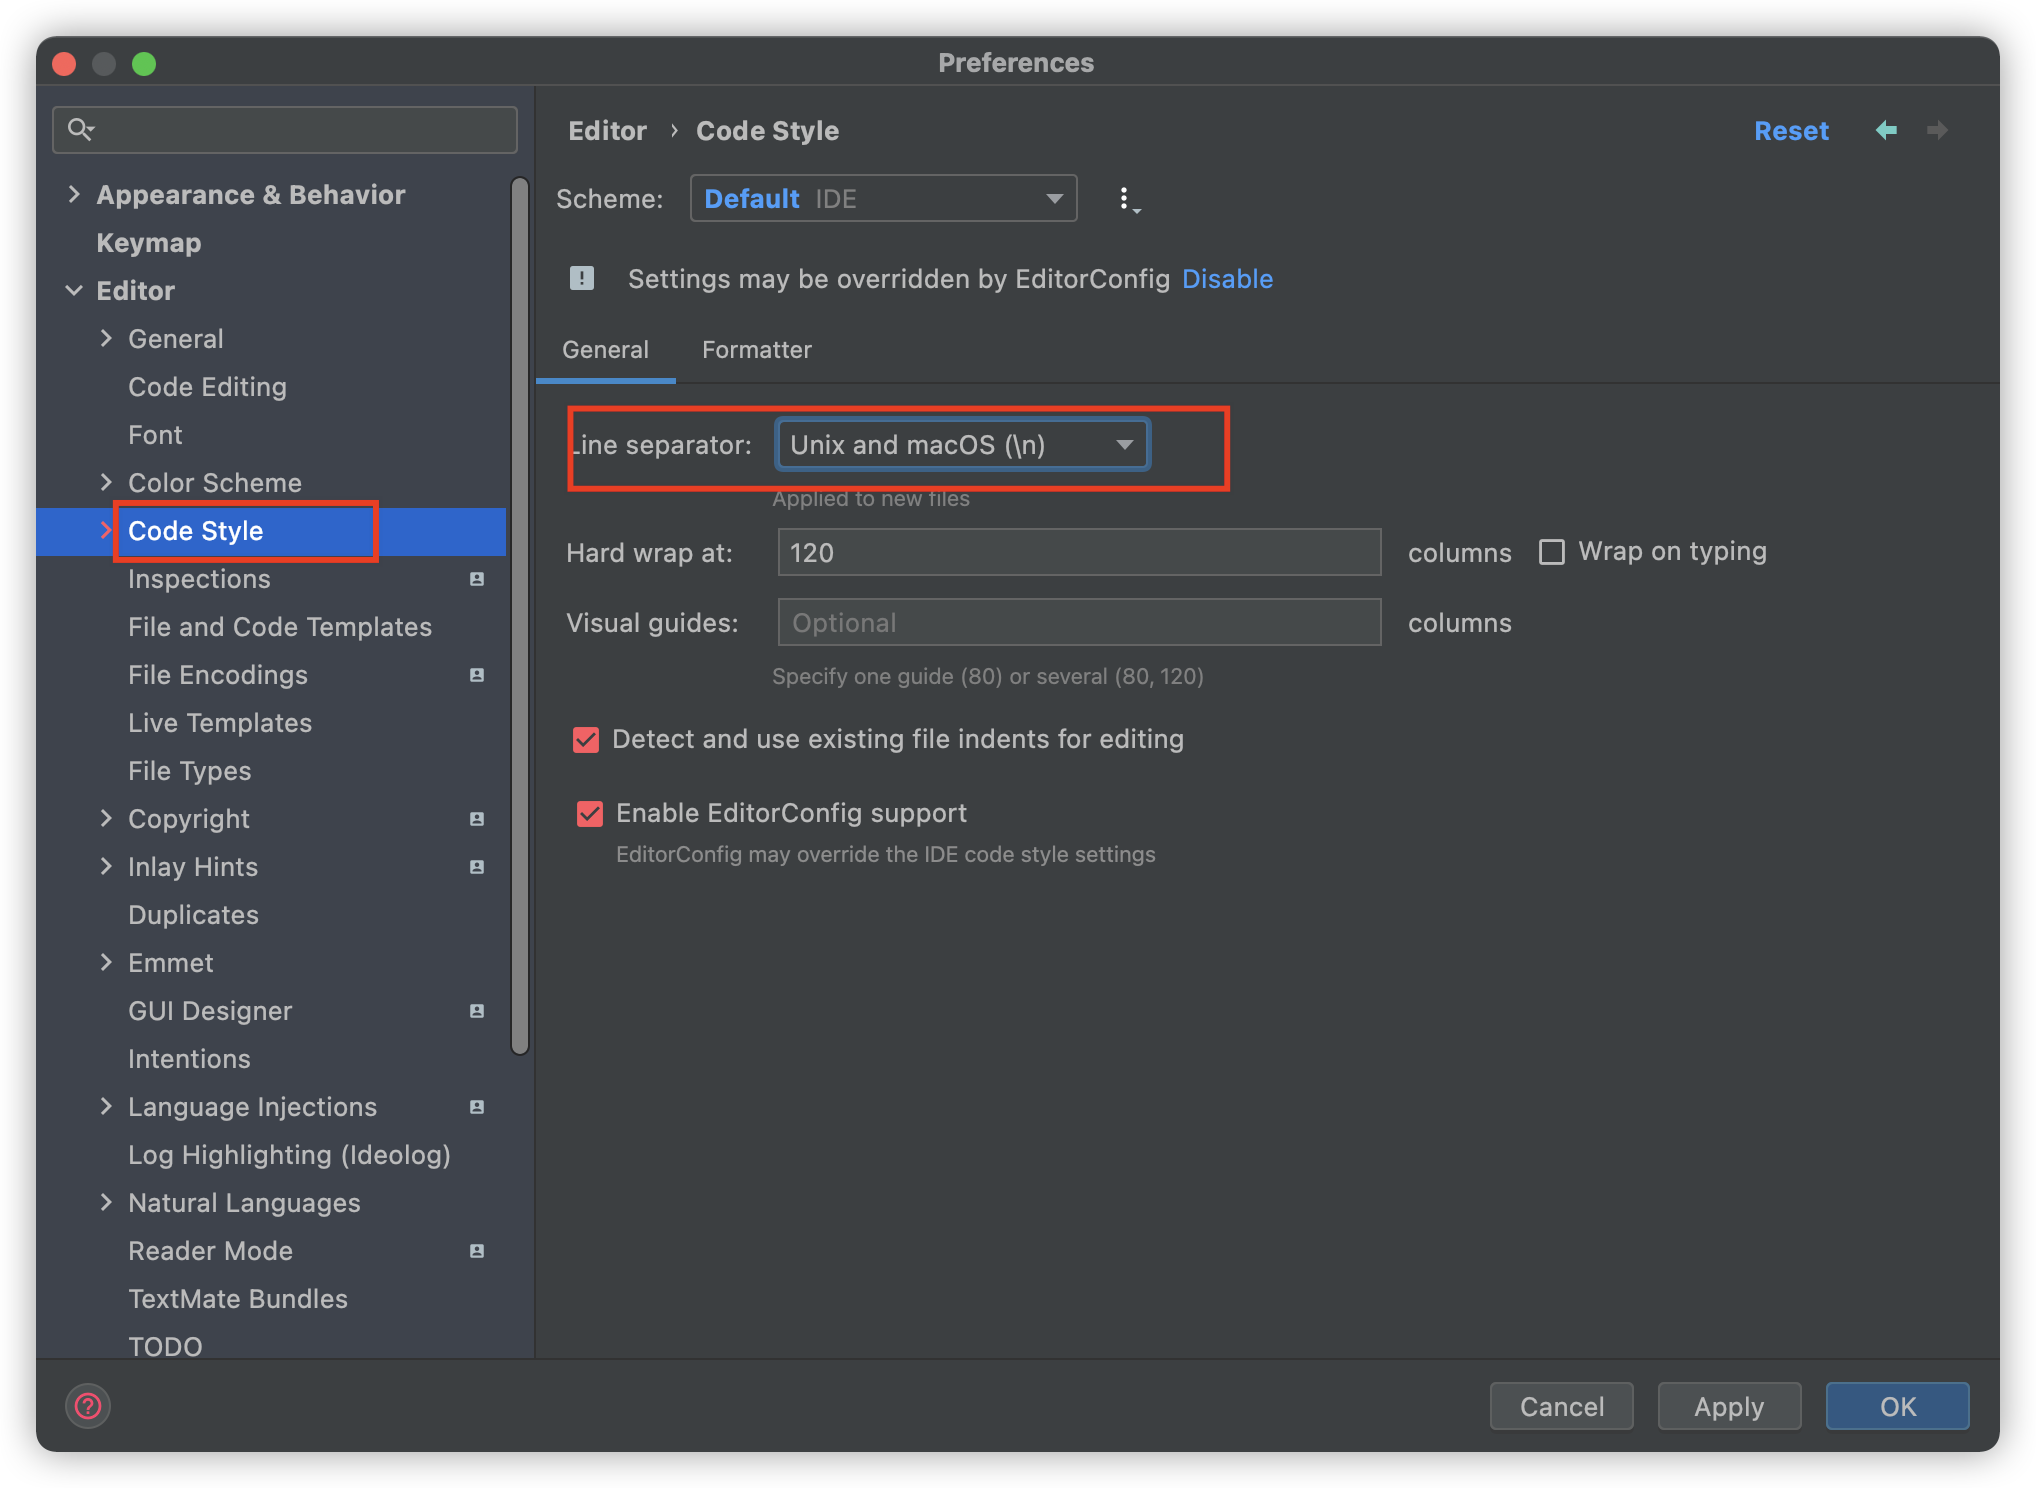 Preferences
Appearance & Behavior
Keymap
Editor
General
Code Editing
Font
Color Scheme
Code Style
Inspections
File and Code Templates
File Encodings
Live Templates
File Types
Copyright
Inlay Hints
Duplicates
Emmet
GUI Designer
Intentions
Language Injections
Log Highlighting (Ideolog)
Natural Languages
Reader Mode
TextMate Bundles
TODO
Editor › Code Style
Reset
Scheme: Default IDE
Settings may be overridden by EditorConfig Disable
General Formatter
Line separator: Unix and macOS (\n)
Applied to new files
Hard wrap at: 120 columns Wrap on typing
Visual guides: Optional columns
Specify one guide (80) or several (80, 120)
Detect and use existing file indents for editing
Enable EditorConfig support
EditorConfig may override the IDE code style settings
? Cancel Apply OK